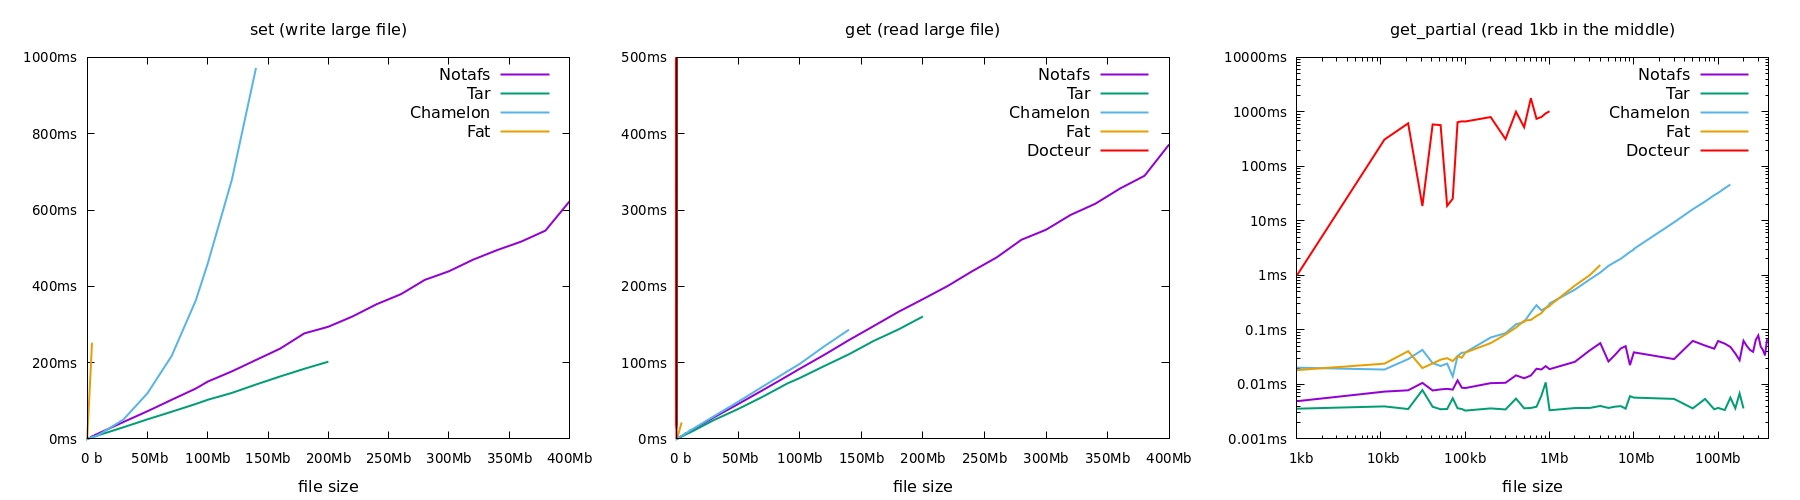 set (write large file)
1000ms
800ms
600ms
400ms
200ms
0ms
Notafs
Tar
Chamelon
Fat
0 b 50Mb 100Mb 150Mb 200Mb 250Mb 300Mb 350Mb 400Mb
file size
get (read large file)
500ms
400ms
300ms
200ms
100ms
0ms
Notafs
Tar
Chamelon
Fat
Docteur
0 b 50Mb 100Mb 150Mb 200Mb 250Mb 300Mb 350Mb 400Mb
file size
get_partial (read 1kb in the middle)
10000ms
1000ms
100ms
10ms
1ms
0.1ms
0.01ms
0.001ms
Notafs
Tar
Chamelon
Fat
Docteur
1kb 10kb 100kb 1Mb 10Mb 100Mb
file size